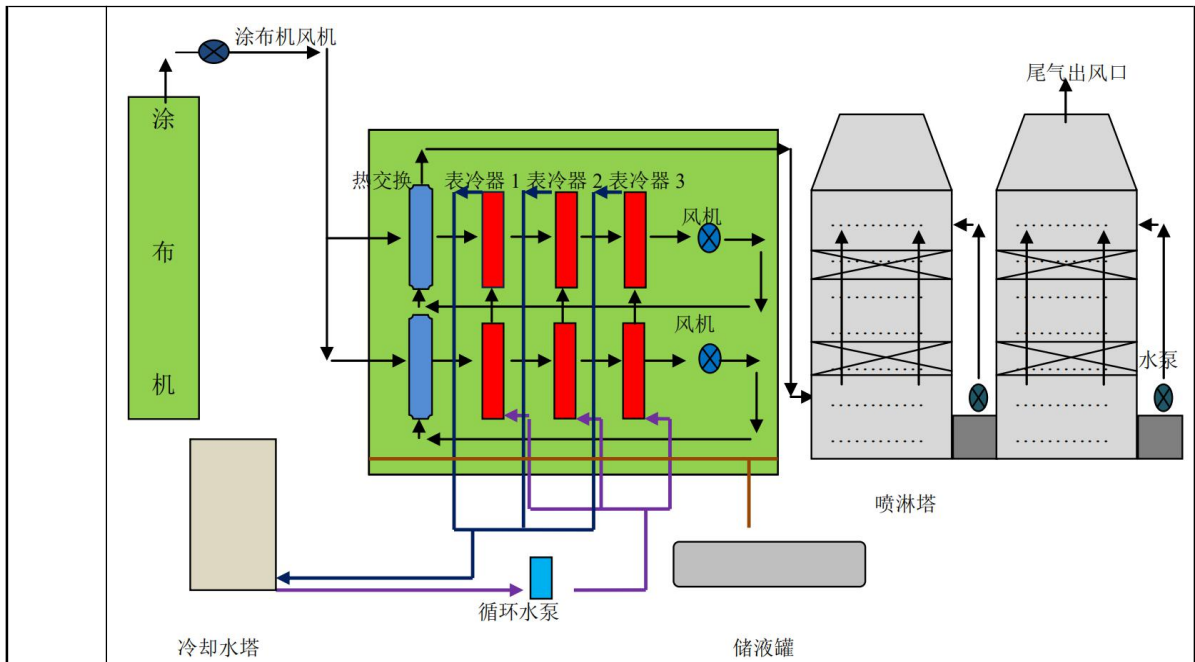 涂布机风机
尾气出风口
涂
布
机
热交换
表冷器 1 表冷器 2 表冷器 3
风机
风机
水泵
喷淋塔
循环水泵
冷却水塔
储液罐